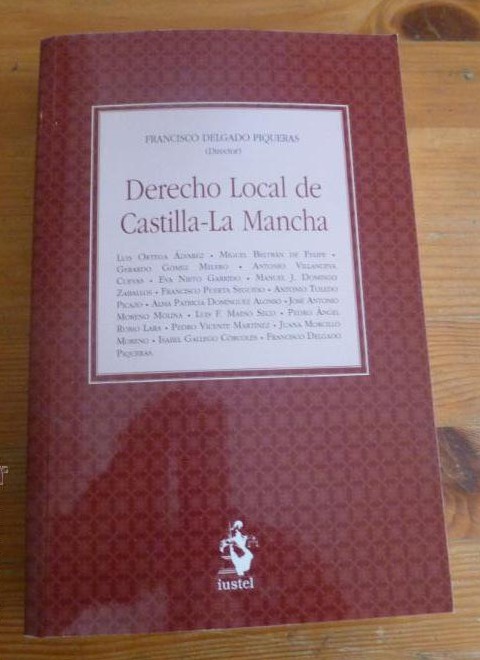 FRANCISCO DELGADO PIQUERAS
(DIRECTOR)
Derecho Local de
Castilla-La Mancha
LUIS ORTEGA ÁLVAREZ • MIGUEL BELTRÁN DE FELIPE •
GERARDO GÓMEZ MELERO • ANTONIO VILLANUEVA
CUEVAS • EVA NIETO GARRIDO • MANUEL J. DOMINGO
ZABALLOS • FRANCISCO PUERTA SEGUIDO • ANTONIO TOLEDO
PICAZO • ALMA PATRICIA DOMÍNGUEZ ALONSO • JOSÉ ANTONIO
MORENO MOLINA • LUIS F. MAESO SECO • PEDRO ÁNGEL
RUBIO LARA • PEDRO VICENTE MARTÍNEZ • JUANA MORCILLO
MORENO • ISABEL GALLEGO CÓRCOLES • FRANCISCO DELGADO
PIQUERAS
iustel